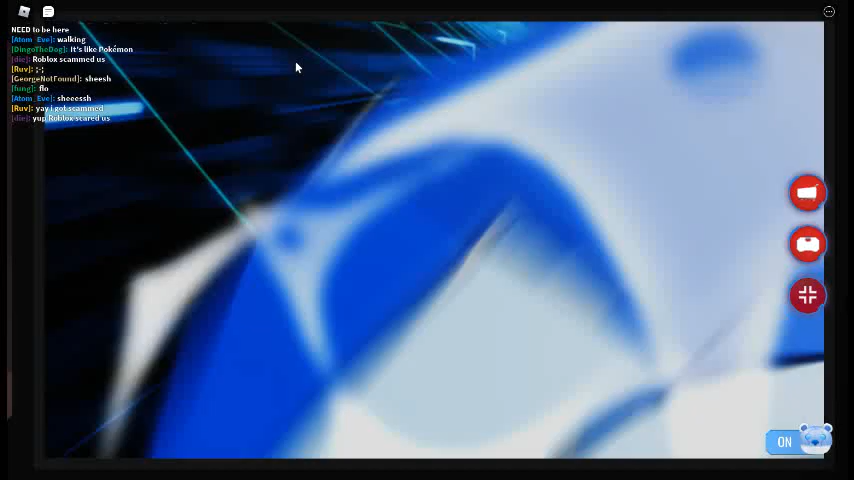 NEED to be here
[Atom_Eve]: walking
[DingoTheDog]: It's like Pokémon
[die]: Roblox scammed us
[Ruv]: ;-;
[GeorgeNotFound]: sheesh
[fung]: flo
[Atom_Eve]: sheeessh
[Ruv]: yay i got scammed
[die]: yup Roblox scared us
ON